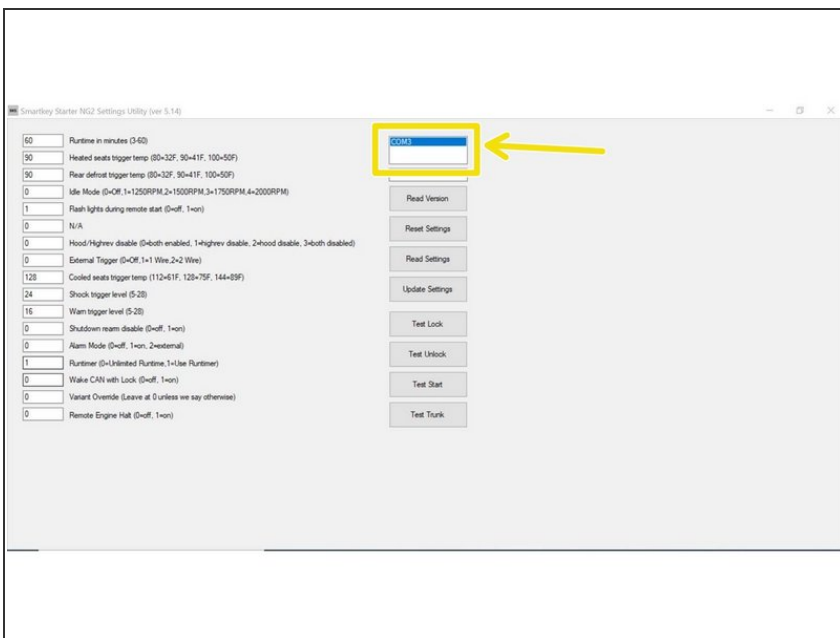 Smartkey Starter NG2 Settings Utility (ver 5.14)
60 Runtime in minutes (3-60)
90 Heated seats trigger temp (80=32F, 90=41F, 100=50F)
90 Rear defrost trigger temp (80=32F, 90=41F, 100=50F)
0 Idle Mode (0=Off,1=1250RPM,2=1500RPM,3=1750RPM,4=2000RPM)
1 Flash lights during remote start (0=off, 1=on)
0 N/A
0 Hood/Highrev disable (0=both enabled, 1=highrev disable, 2=hood disable, 3=both disabled)
0 External Trigger (0=Off,1=1 Wire,2=2 Wire)
128 Cooled seats trigger temp (112=61F, 128=75F, 144=89F)
24 Shock trigger level (5-28)
16 Warn trigger level (5-28)
0 Shutdown rearm disable (0=off, 1=on)
0 Alarm Mode (0=off, 1=on, 2=external)
1 Runtimer (0=Unlimited Runtime,1=Use Runtimer)
0 Wake CAN with Lock (0=off, 1=on)
0 Variant Override (Leave at 0 unless we say otherwise)
0 Remote Engine Halt (0=off, 1=on)
COM3
Read Version
Reset Settings
Read Settings
Update Settings
Test Lock
Test Unlock
Test Start
Test Trunk